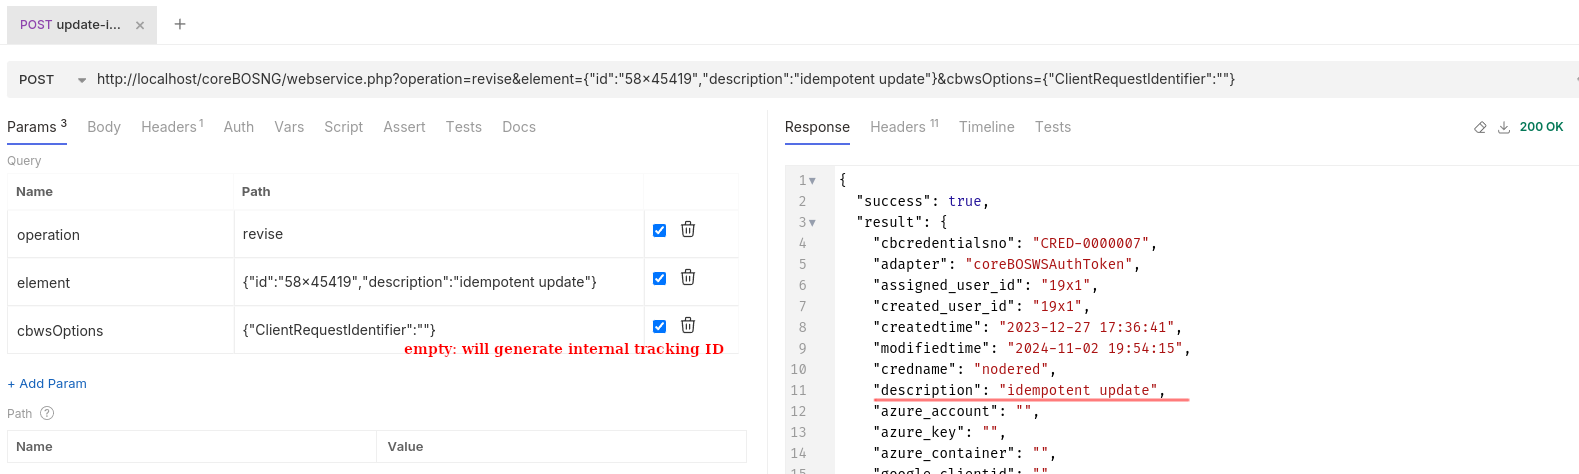 POST update-i... × +
POST http://localhost/coreBOSNG/webservice.php?operation=revise&element={"id":"58×45419","description":"idempotent update"}&cbwsOptions={"ClientRequestIdentifier":""}
Params 3 Body Headers 1 Auth Vars Script Assert Tests Docs
Query
Name Path
operation revise
element {"id":"58×45419","description":"idempotent update"}
cbwsOptions {"ClientRequestIdentifier":""}
empty: will generate internal tracking ID
+ Add Param
Path ?
Name Value
Response Headers 11 Timeline Tests 200 OK
1 {
2 "success": true,
3 "result": {
4 "cbcredentialsno": "CRED-0000007",
5 "adapter": "coreBOSWSAuthToken",
6 "assigned_user_id": "19x1",
7 "created_user_id": "19x1",
8 "createdtime": "2023-12-27 17:36:41",
9 "modifiedtime": "2024-11-02 19:54:15",
10 "credname": "nodered",
11 "description": "idempotent update",
12 "azure_account": "",
13 "azure_key": "",
14 "azure_container": "",
15 "google_clientid": ""